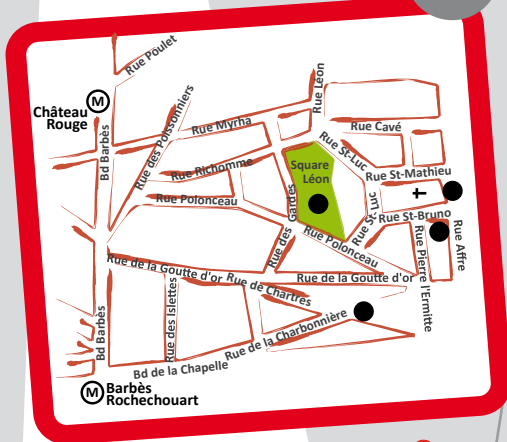 Rue Poulet
M
Château
Rouge
Bd Barbès
Rue des Poissonniers
Rue Léon
Rue Myrha
Rue Cavé
Rue St-Luc
Rue Richomme
Square
Léon
Rue St-Mathieu
Rue Polonceau
Rue des Gardes
Rue St-Luc
Rue St-Bruno
Rue Polonceau
Rue Pierre l'Ermitte
Rue Affre
Rue de la Goutte d'or
Rue de la Goutte d'or
Rue de Chartres
Rue des Islettes
Bd Barbès
Rue de la Charbonnière
Bd de la Chapelle
M
Barbès
Rochechouart